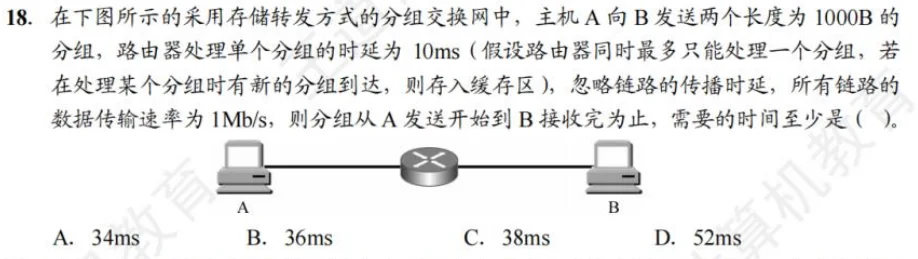 18. 在下图所示的采用存储转发方式的分组交换网中，主机 A 向 B 发送两个长度为 1000B 的
分组，路由器处理单个分组的时延为 10ms（假设路由器同时最多只能处理一个分组，若
在处理某个分组时有新的分组到达，则存入缓存区），忽略链路的传播时延，所有链路的
数据传输速率为 1Mb/s，则分组从 A 发送开始到 B 接收完为止，需要的时间至少是（ ）。
A B
A. 34ms B. 36ms C. 38ms D. 52ms
教育
算机教育